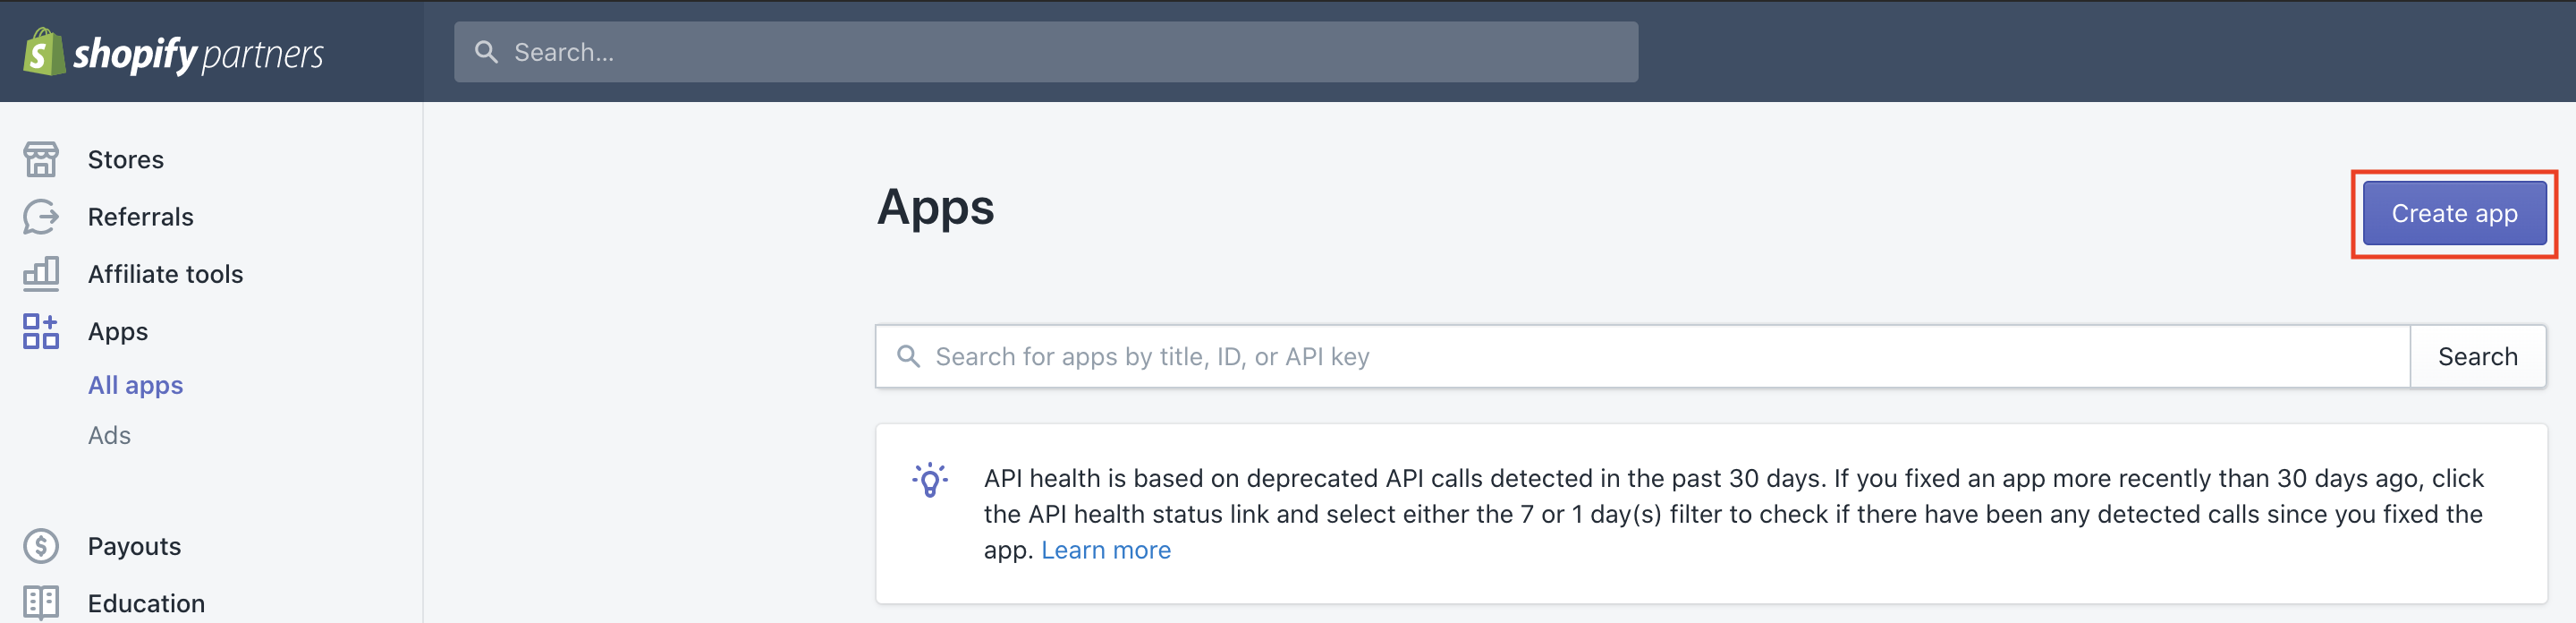 shopify partners
Search...
Stores
Referrals
Affiliate tools
Apps
All apps
Ads
Payouts
Education
Apps
Create app
Search for apps by title, ID, or API key
Search
API health is based on deprecated API calls detected in the past 30 days. If you fixed an app more recently than 30 days ago, click
the API health status link and select either the 7 or 1 day(s) filter to check if there have been any detected calls since you fixed the
app. Learn more